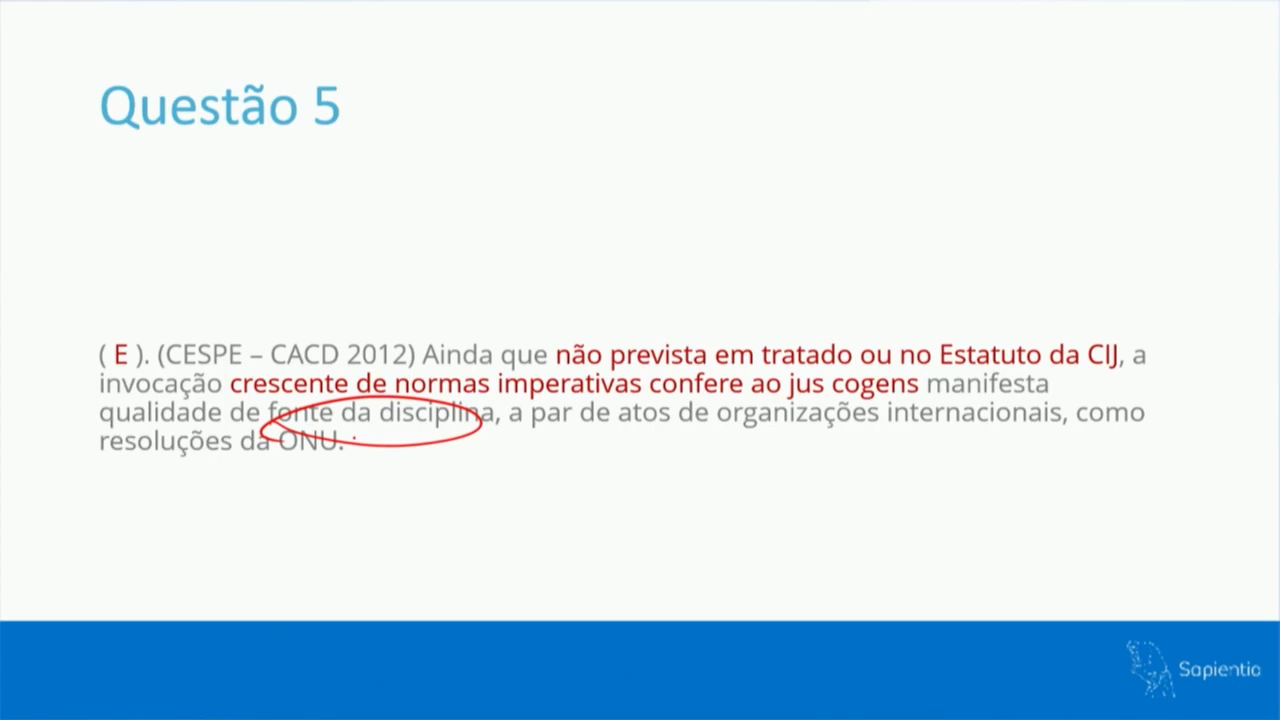 Questão 5
( E ). (CESPE – CACD 2012) Ainda que não prevista em tratado ou no Estatuto da CIJ, a
invocação crescente de normas imperativas confere ao jus cogens manifesta
qualidade de fonte da disciplina, a par de atos de organizações internacionais, como
resoluções da ONU.
Sapientia